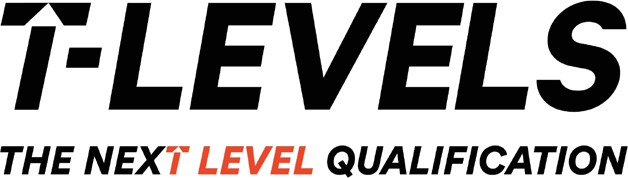 T-LEVELS
THE NEXT LEVEL QUALIFICATION